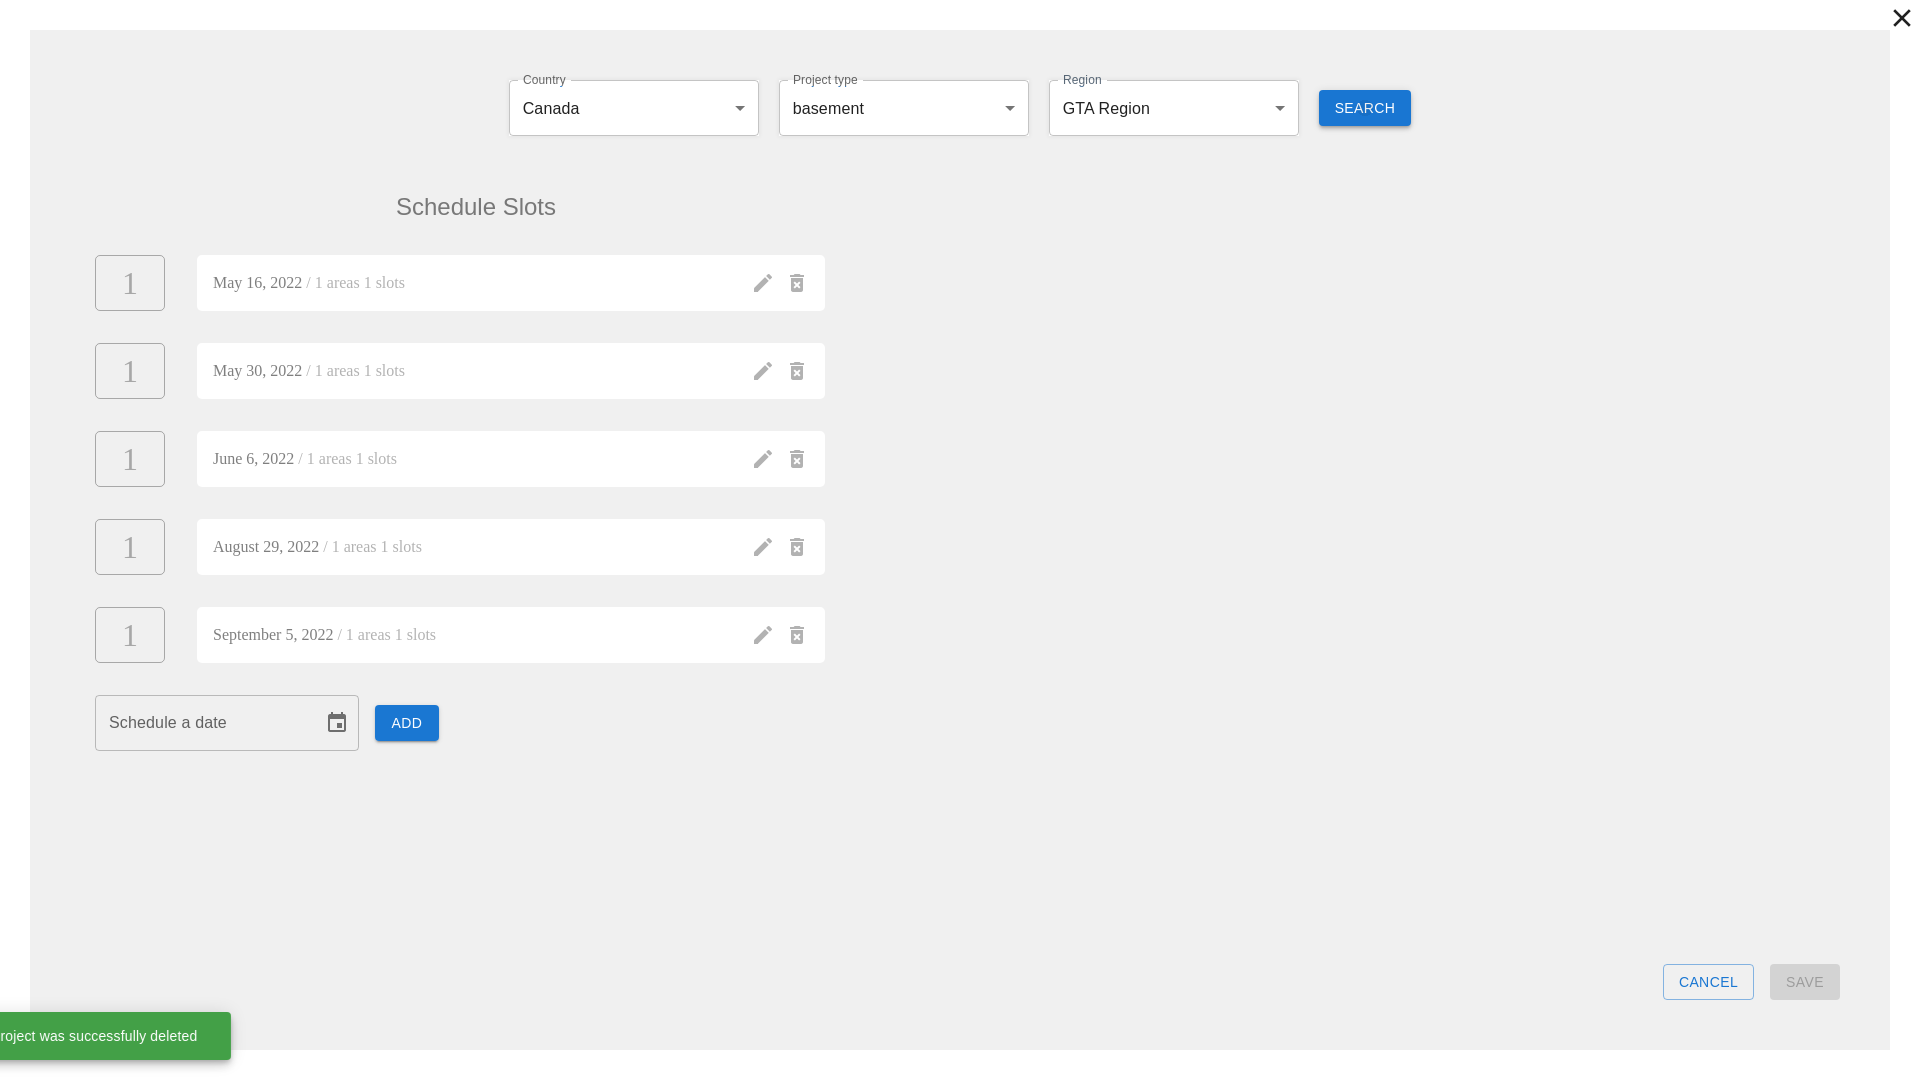 Country
Canada
Project type
basement
Region
GTA Region
SEARCH
Schedule Slots
1
May 16, 2022 / 1 areas 1 slots
1
May 30, 2022 / 1 areas 1 slots
1
June 6, 2022 / 1 areas 1 slots
1
August 29, 2022 / 1 areas 1 slots
1
September 5, 2022 / 1 areas 1 slots
Schedule a date
ADD
CANCEL
SAVE
roject was successfully deleted